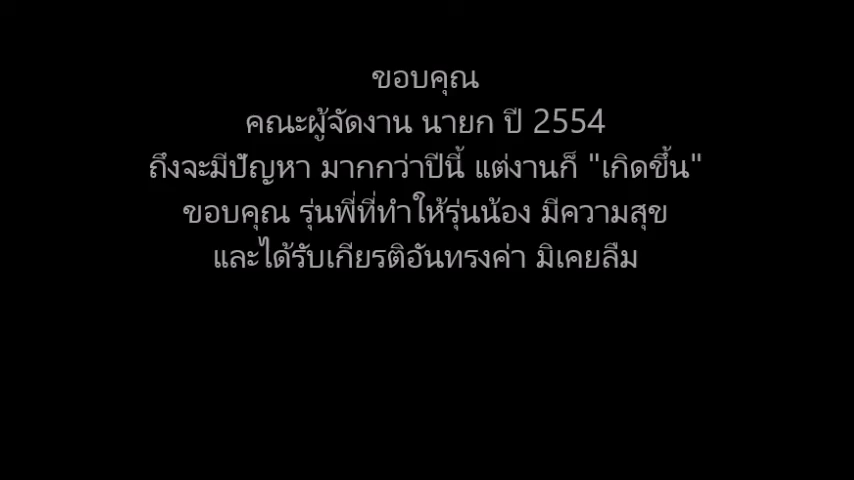 ขอบคุณ
คณะผู้จัดงาน นายก ปี 2554
ถึงจะมีปัญหา มากกว่าปีนี้ แต่งานก็ "เกิดขึ้น"
ขอบคุณ รุ่นพี่ที่ทำให้รุ่นน้อง มีความสุข
และได้รับเกียรติอันทรงค่า มิเคยลืม